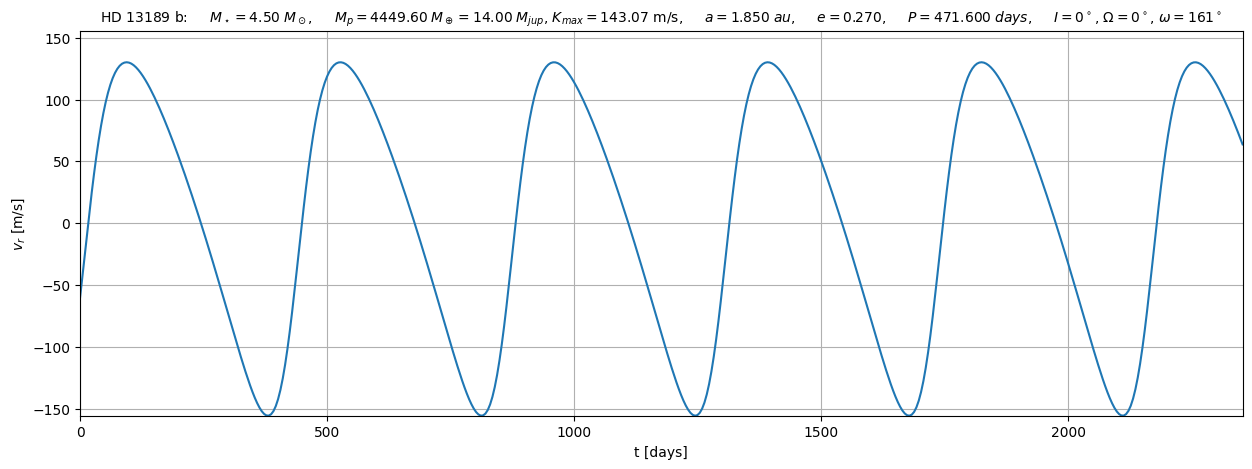 HD 13189 b: M⋆ = 4.50 M⊙, Mp = 4449.60 M⊕ = 14.00 Mjup, Kmax = 143.07 m/s, a = 1.850 au, e = 0.270, P = 471.600 days, I = 0°, Ω = 0°, ω = 161°
150
100
50
0
−50
−100
−150
vr [m/s]
0 500 1000 1500 2000
t [days]